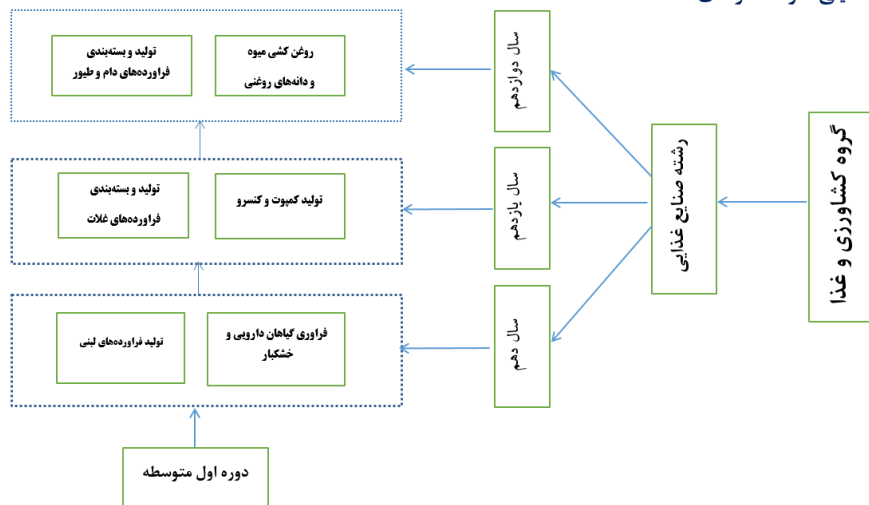 گروه کشاورزی و غذا
رشته صنایع غذایی
سال دوازدهم
روغن کشی میوه
و دانه‌های روغنی
تولید و بسته‌بندی
فراورده‌های دام و طیور
سال یازدهم
تولید کمپوت و کنسرو
تولید و بسته‌بندی
فراورده‌های غلات
سال دهم
فراوری گیاهان دارویی و
خشکبار
تولید فراورده‌های لبنی
دوره اول متوسطه